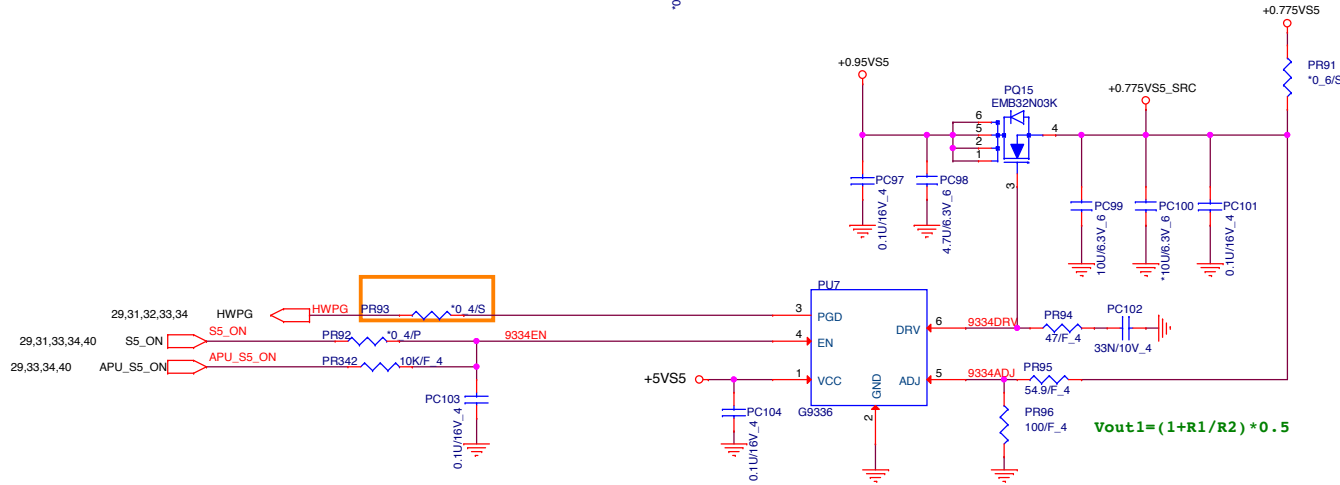 *0
+0.775VS5
+0.95VS5
PR91
*0_6/S
+0.775VS5_SRC
PQ15
EMB32N03K
6
5
2
1
4
3
PC97
0.1U/16V_4
PC98
4.7U/6.3V_6
PC99
10U/6.3V_6
PC100
*10U/6.3V_6
PC101
0.1U/16V_4
PU7
29,31,32,33,34 HWPG HWPG PR93 *0_4/S 3 PGD
29,31,33,34,40 S5_ON S5_ON PR92 *0_4/P 9334EN 4 EN
29,33,34,40 APU_S5_ON APU_S5_ON PR342 10K/F_4
DRV 6 9334DRV PR94
47/F_4
PC102
33N/10V_4
+5VS5 1 VCC
GND
2
ADJ 5 9334ADJ PR95
54.9/F_4
G9336
PC103
0.1U/16V_4
PC104
0.1U/16V_4
PR96
100/F_4
Vout1=(1+R1/R2)*0.5